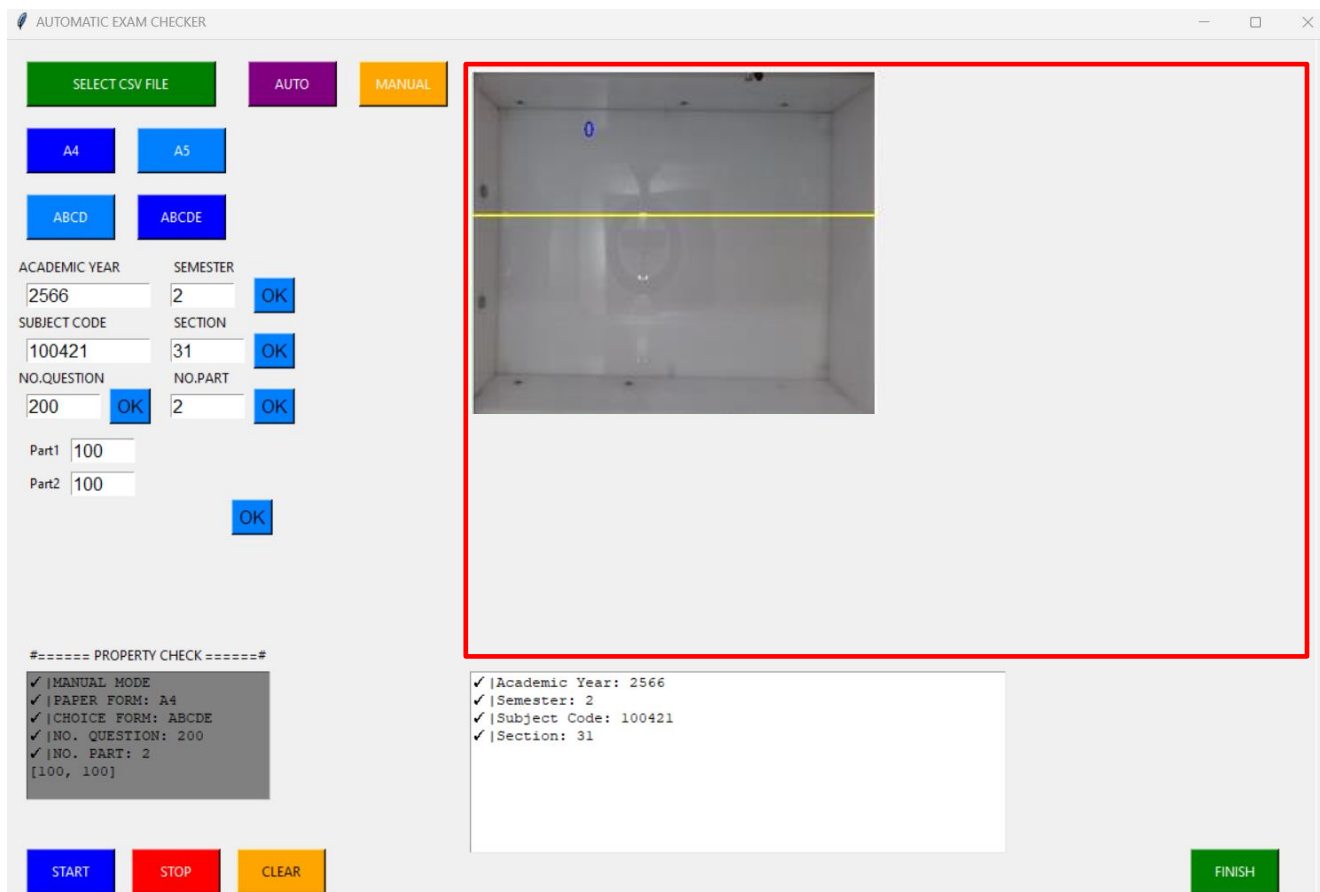 AUTOMATIC EXAM CHECKER
SELECT CSV FILE
AUTO
MANUAL
A4
A5
ABCD
ABCDE
ACADEMIC YEAR
SEMESTER
2566
2
OK
SUBJECT CODE
SECTION
100421
31
OK
NO.QUESTION
NO.PART
200
OK
2
OK
Part1 100
Part2 100
OK
0
#====== PROPERTY CHECK ======#
✓|MANUAL MODE
✓|PAPER FORM: A4
✓|CHOICE FORM: ABCDE
✓|NO. QUESTION: 200
✓|NO. PART: 2
[100, 100]
✓|Academic Year: 2566
✓|Semester: 2
✓|Subject Code: 100421
✓|Section: 31
START
STOP
CLEAR
FINISH